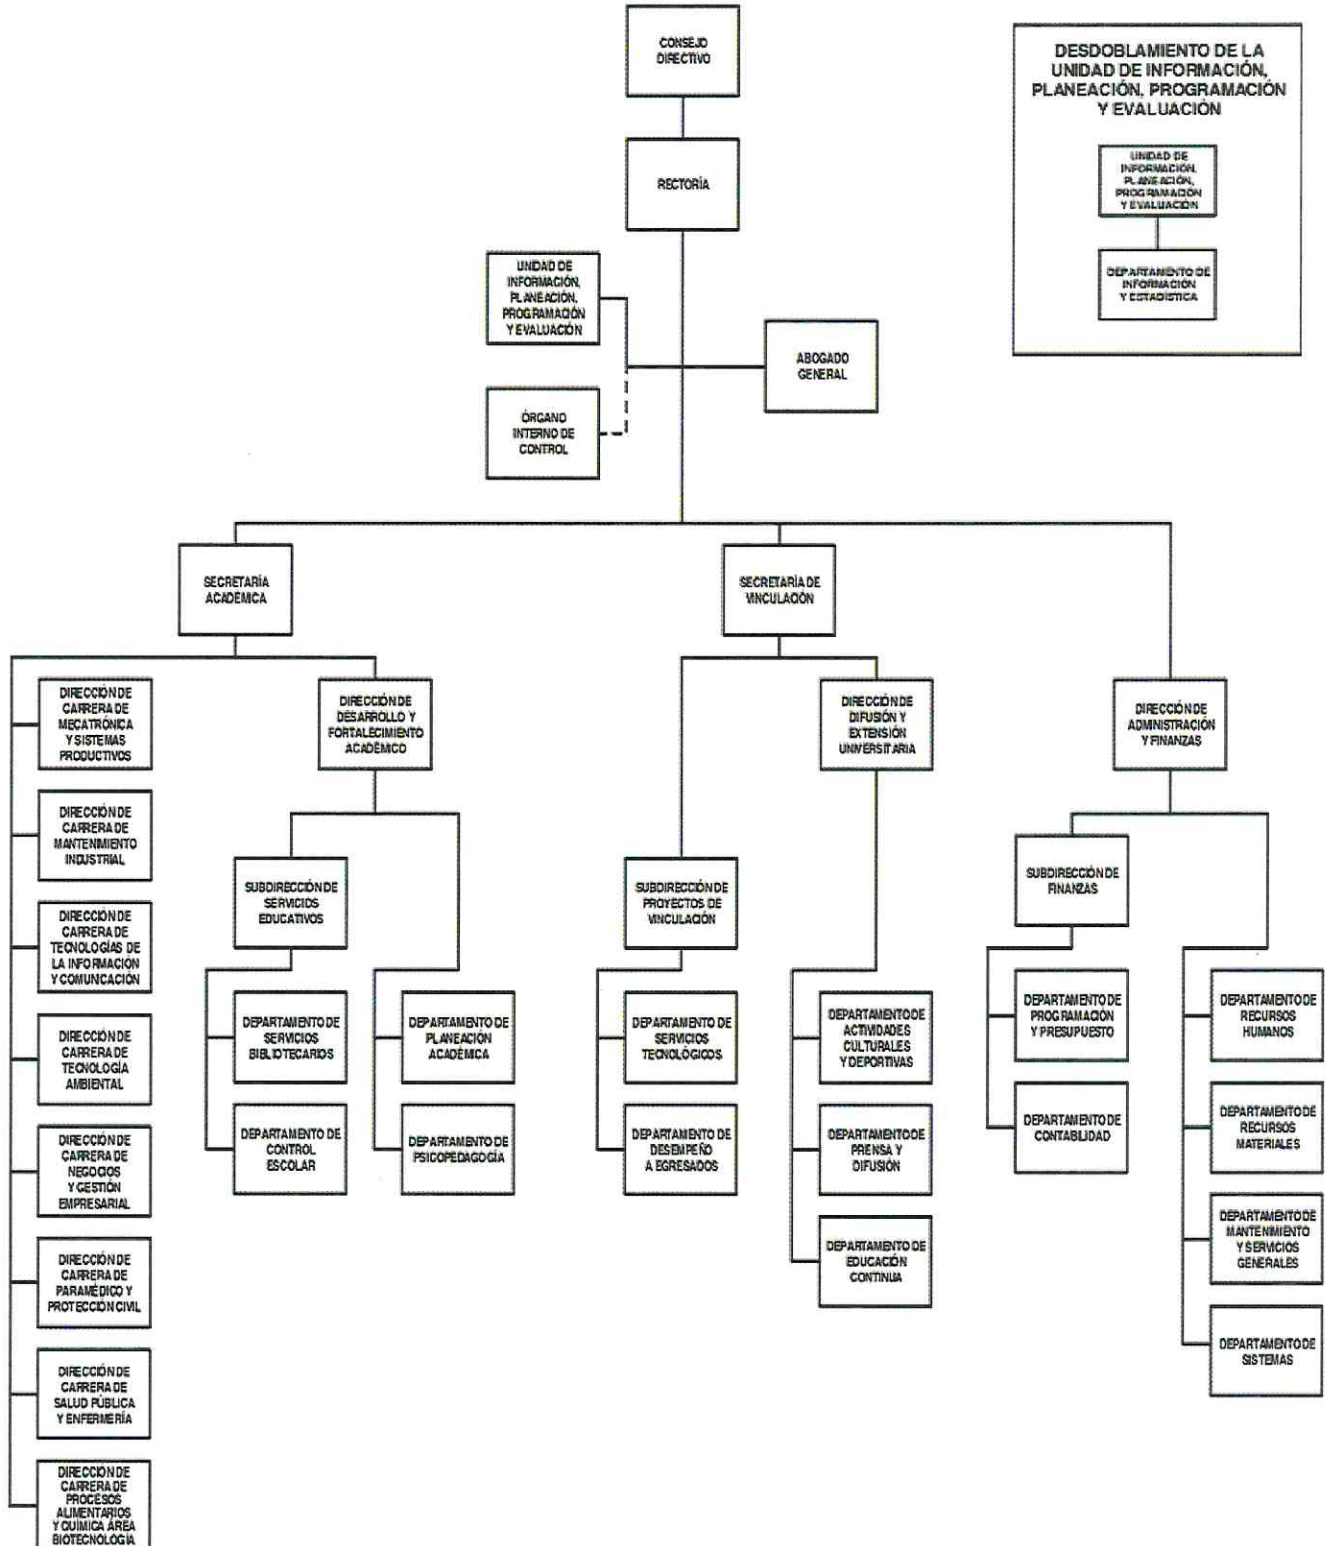 CONSEJO
DIRECTIVO
DESDOBLAMIENTO DE LA
UNIDAD DE INFORMACIÓN,
PLANEACIÓN, PROGRAMACIÓN
Y EVALUACIÓN
UNIDAD DE
INFORMACIÓN,
PLANEACIÓN,
PROGRAMACIÓN
Y EVALUACIÓN
DEPARTAMENTO DE
INFORMACIÓN
Y ESTADÍSTICA
RECTORÍA
UNIDAD DE
INFORMACIÓN,
PLANEACIÓN,
PROGRAMACIÓN
Y EVALUACIÓN
ABOGADO
GENERAL
ÓRGANO
INTERNO DE
CONTROL
SECRETARÍA
ACADÉMICA
SECRETARÍA DE
VINCULACIÓN
DIRECCIÓN DE
CARRERA DE
MECATRÓNICA
Y SISTEMAS
PRODUCTIVOS
DIRECCIÓN DE
CARRERA DE
MANTENIMIENTO
INDUSTRIAL
DIRECCIÓN DE
CARRERA DE
TECNOLOGÍAS DE
LA INFORMACIÓN
Y COMUNICACIÓN
DIRECCIÓN DE
CARRERA DE
TECNOLOGÍA
AMBIENTAL
DIRECCIÓN DE
CARRERA DE
NEGOCIOS
Y GESTIÓN
EMPRESARIAL
DIRECCIÓN DE
CARRERA DE
PARAMÉDICO Y
PROTECCIÓN CIVIL
DIRECCIÓN DE
CARRERA DE
SALUD PÚBLICA
Y ENFERMERÍA
DIRECCIÓN DE
CARRERA DE
PROCESOS
ALIMENTARIOS
Y QUÍMICA ÁREA
BIOTECNOLOGÍA
DIRECCIÓN DE
DESARROLLO Y
FORTALECIMIENTO
ACADÉMICO
SUBDIRECCIÓN DE
SERVICIOS
EDUCATIVOS
DEPARTAMENTO DE
SERVICIOS
BIBLIOTECARIOS
DEPARTAMENTO DE
CONTROL
ESCOLAR
DEPARTAMENTO DE
PLANEACIÓN
ACADÉMICA
DEPARTAMENTO DE
PSICOPEDAGOGÍA
SUBDIRECCIÓN DE
PROYECTOS DE
VINCULACIÓN
DEPARTAMENTO DE
SERVICIOS
TECNOLÓGICOS
DEPARTAMENTO DE
DESEMPEÑO
A EGRESADOS
DIRECCIÓN DE
DIFUSIÓN Y
EXTENSIÓN
UNIVERSITARIA
DEPARTAMENTO DE
ACTIVIDADES
CULTURALES
Y DEPORTIVAS
DEPARTAMENTO DE
PRENSA Y
DIFUSIÓN
DEPARTAMENTO DE
EDUCACIÓN
CONTINUA
DIRECCIÓN DE
ADMINISTRACIÓN
Y FINANZAS
SUBDIRECCIÓN DE
FINANZAS
DEPARTAMENTO DE
PROGRAMACIÓN
Y PRESUPUESTO
DEPARTAMENTO DE
CONTABILIDAD
DEPARTAMENTO DE
RECURSOS
HUMANOS
DEPARTAMENTO DE
RECURSOS
MATERIALES
DEPARTAMENTO DE
MANTENIMIENTO
Y SERVICIOS
GENERALES
DEPARTAMENTO DE
SISTEMAS